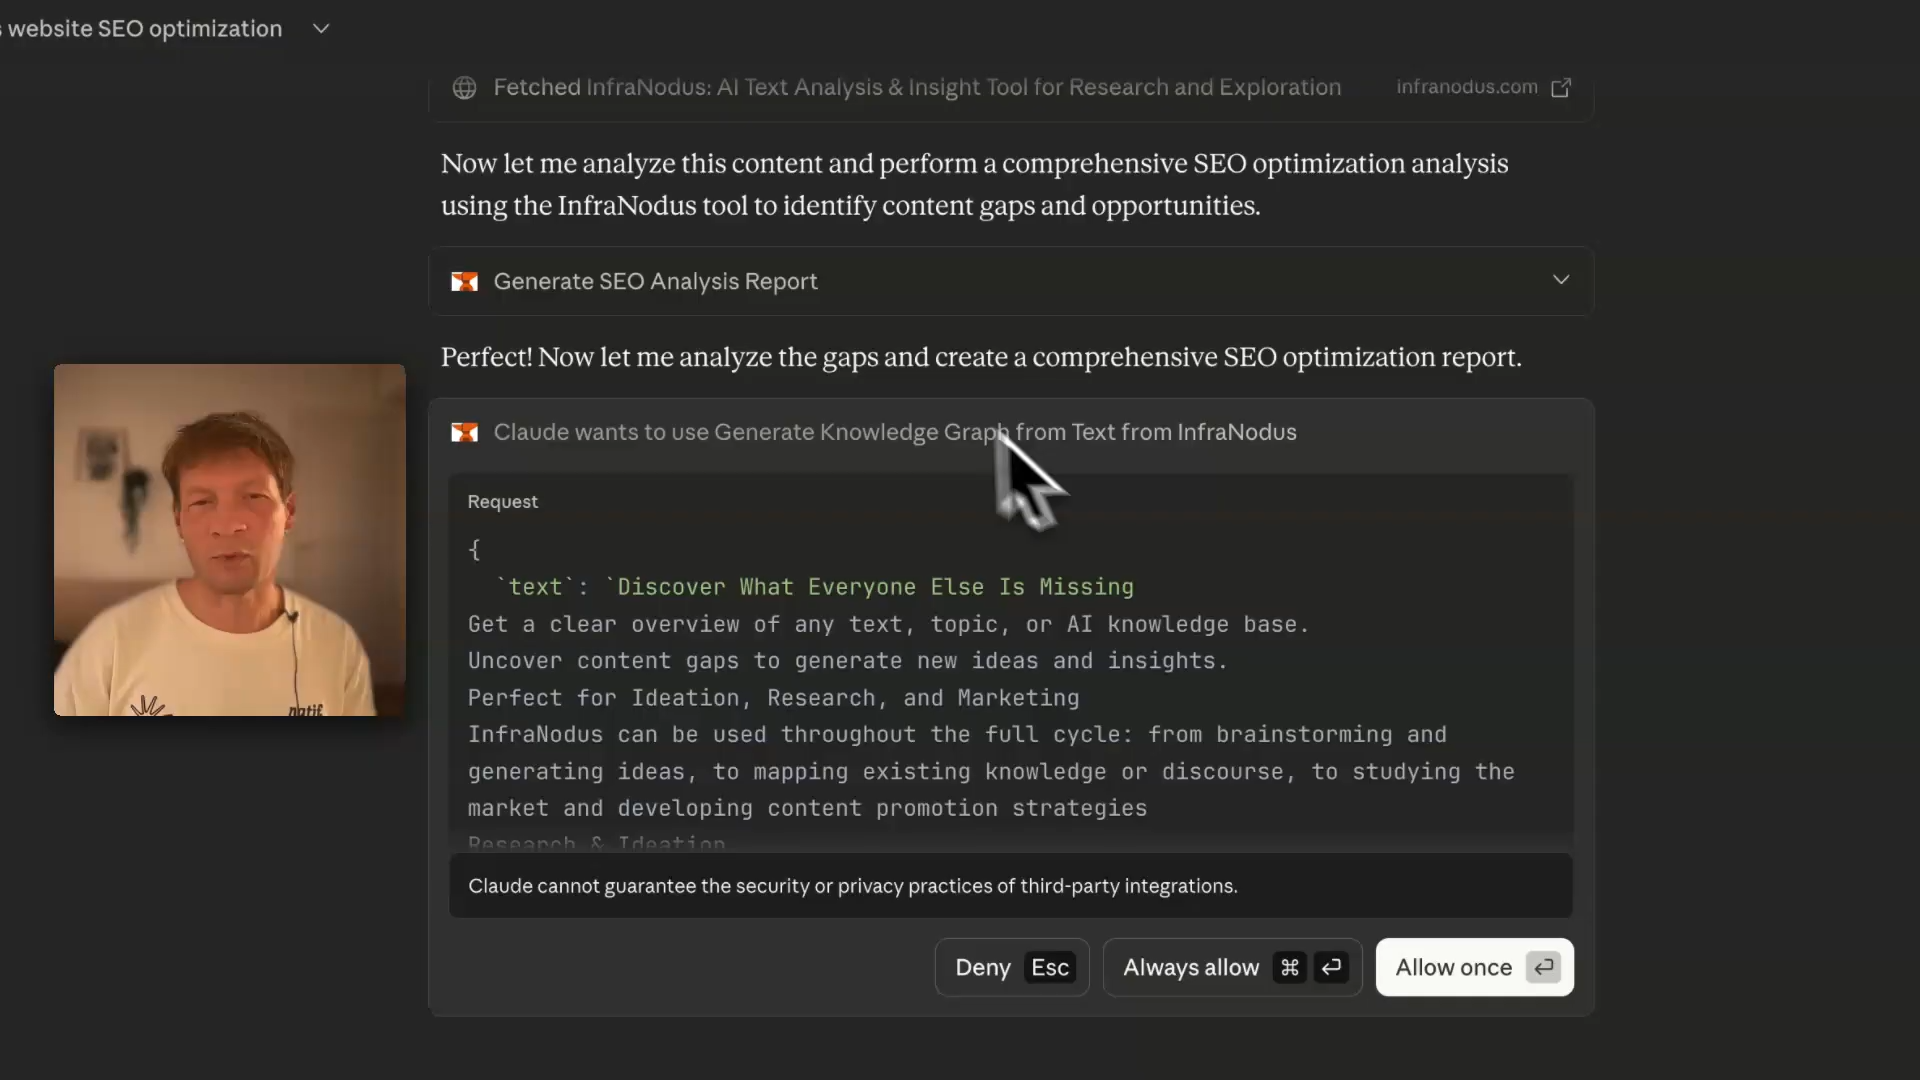 s website SEO optimization
Fetched InfraNodus: AI Text Analysis & Insight Tool for Research and Exploration infranodus.com
Now let me analyze this content and perform a comprehensive SEO optimization analysis
using the InfraNodus tool to identify content gaps and opportunities.
Generate SEO Analysis Report
Perfect! Now let me analyze the gaps and create a comprehensive SEO optimization report.
Claude wants to use Generate Knowledge Graph from Text from InfraNodus
Request
{
`text`: `Discover What Everyone Else Is Missing
Get a clear overview of any text, topic, or AI knowledge base.
Uncover content gaps to generate new ideas and insights.
Perfect for Ideation, Research, and Marketing
InfraNodus can be used throughout the full cycle: from brainstorming and
generating ideas, to mapping existing knowledge or discourse, to studying the
market and developing content promotion strategies
Research & Ideation
Claude cannot guarantee the security or privacy practices of third-party integrations.
Deny Esc Always allow ⌘ ↵ Allow once ↵